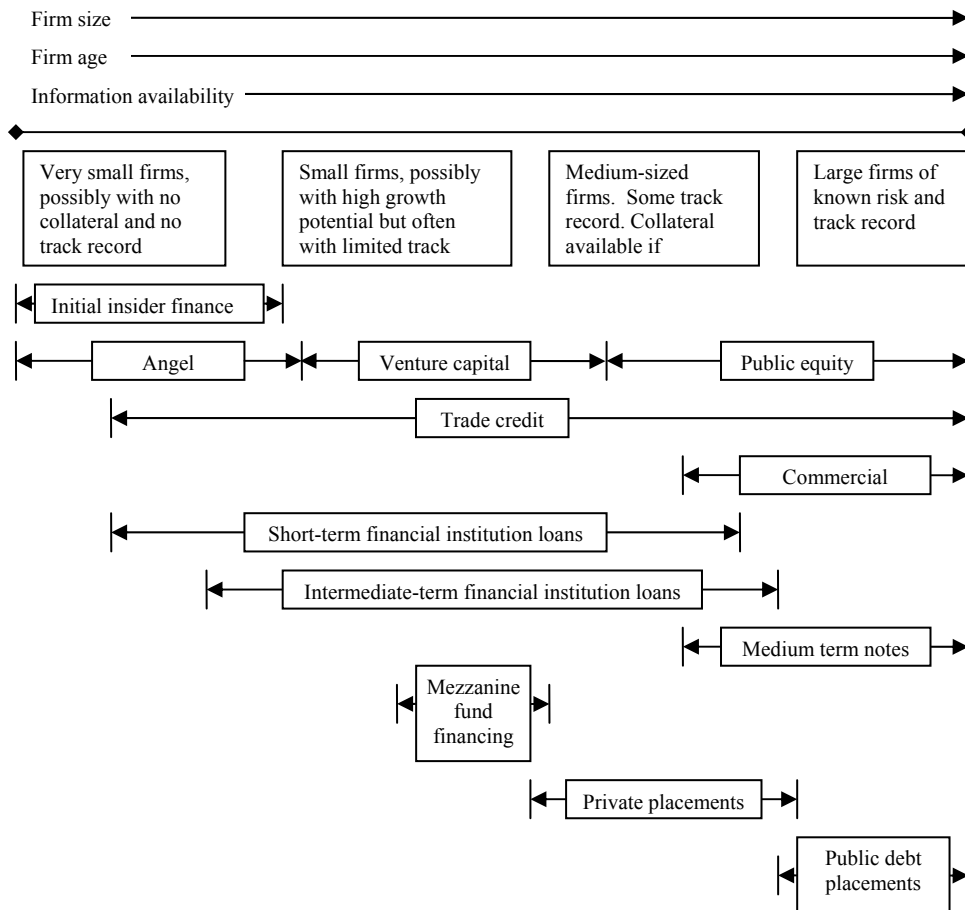 Firm size
Firm age
Information availability
Very small firms,
possibly with no
collateral and no
track record
Small firms, possibly
with high growth
potential but often
with limited track
Medium-sized
firms.  Some track
record. Collateral
available if
Large firms of
known risk and
track record
Initial insider finance
Angel
Venture capital
Public equity
Trade credit
Commercial
Short-term financial institution loans
Intermediate-term financial institution loans
Medium term notes
Mezzanine
fund
financing
Private placements
Public debt
placements